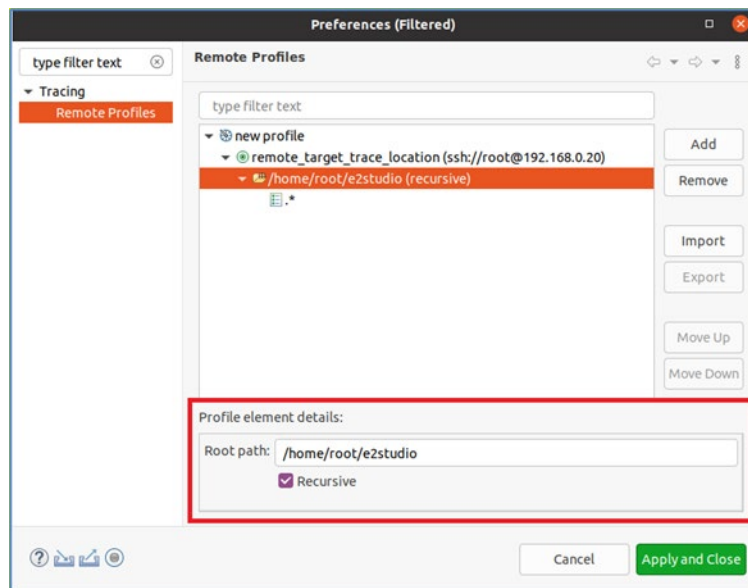 Preferences (Filtered)
type filter text
Remote Profiles
Tracing
Remote Profiles
type filter text
new profile
remote_target_trace_location (ssh://root@192.168.0.20)
/home/root/e2studio (recursive)
.*
Add
Remove
Import
Export
Move Up
Move Down
Profile element details:
Root path: /home/root/e2studio
Recursive
Cancel
Apply and Close